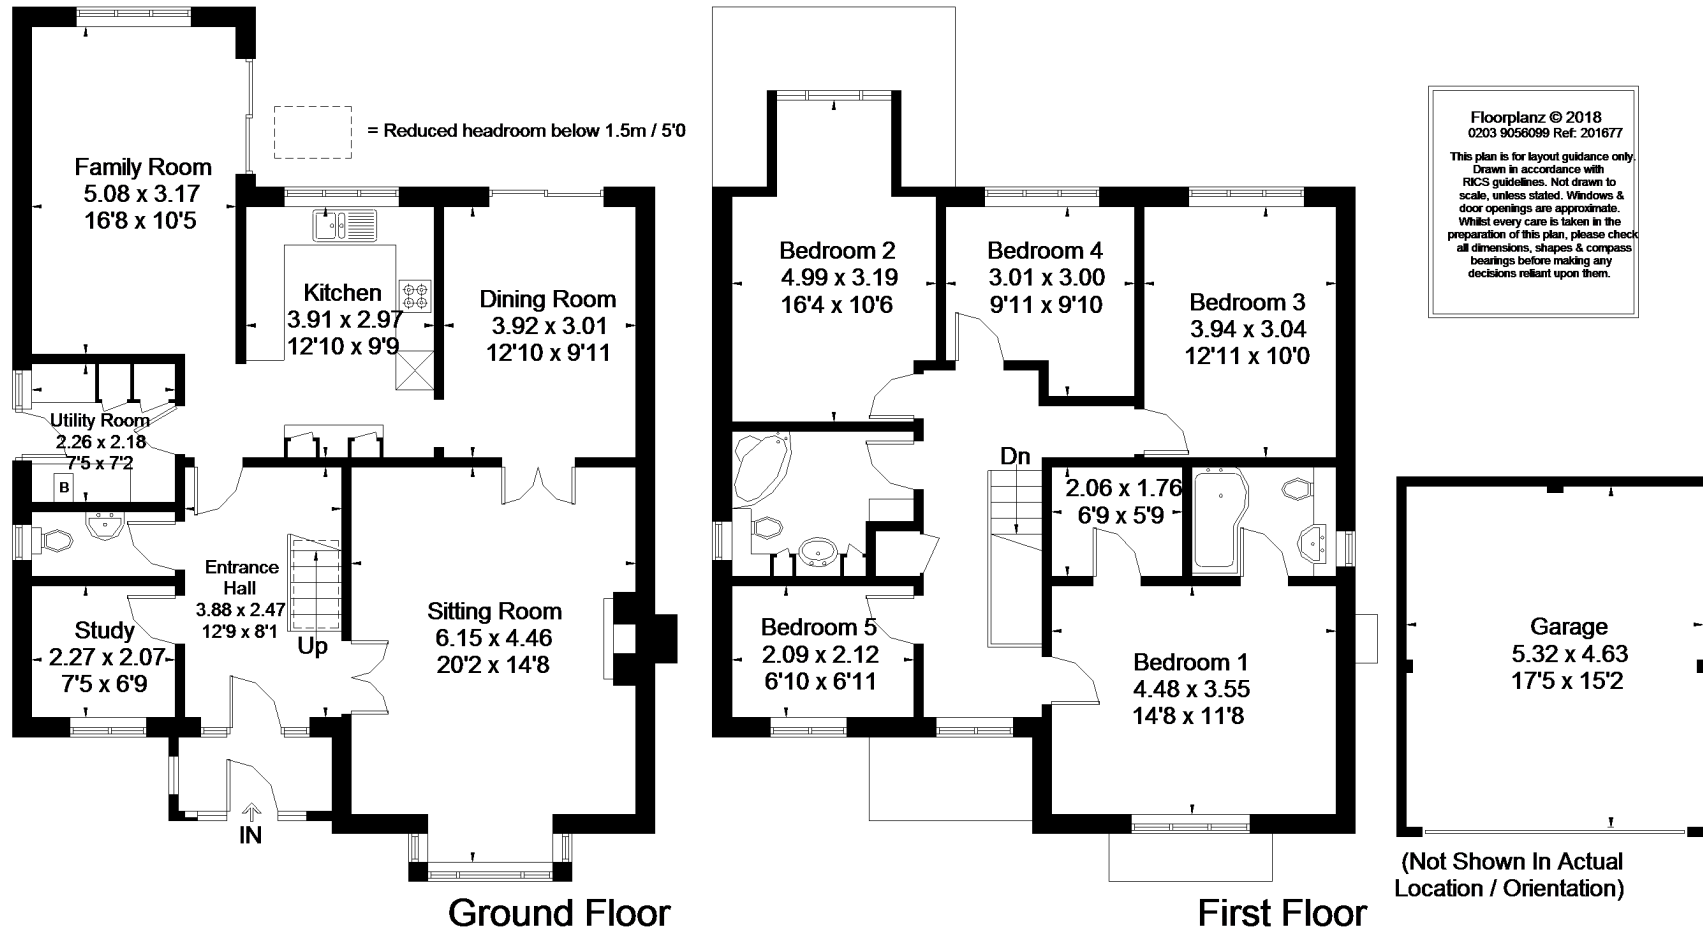 Family Room
5.08 x 3.17
16'8 x 10'5
= Reduced headroom below 1.5m / 5'0
Kitchen
3.91 x 2.97
12'10 x 9'9
Dining Room
3.92 x 3.01
12'10 x 9'11
Utility Room
2.26 x 2.18
7'5 x 7'2
B
Entrance
Hall
3.88 x 2.47
12'9 x 8'1
Up
Study
2.27 x 2.07
7'5 x 6'9
Sitting Room
6.15 x 4.46
20'2 x 14'8
IN
Ground Floor
Bedroom 2
4.99 x 3.19
16'4 x 10'6
Bedroom 4
3.01 x 3.00
9'11 x 9'10
Bedroom 3
3.94 x 3.04
12'11 x 10'0
Dn
2.06 x 1.76
6'9 x 5'9
Bedroom 5
2.09 x 2.12
6'10 x 6'11
Bedroom 1
4.48 x 3.55
14'8 x 11'8
First Floor
Floorplanz © 2018
0203 9056099 Ref: 201677
This plan is for layout guidance only.
Drawn in accordance with
RICS guidelines. Not drawn to
scale, unless stated. Windows &
door openings are approximate.
Whilst every care is taken in the
preparation of this plan, please check
all dimensions, shapes & compass
bearings before making any
decisions reliant upon them.
Garage
5.32 x 4.63
17'5 x 15'2
(Not Shown In Actual
Location / Orientation)